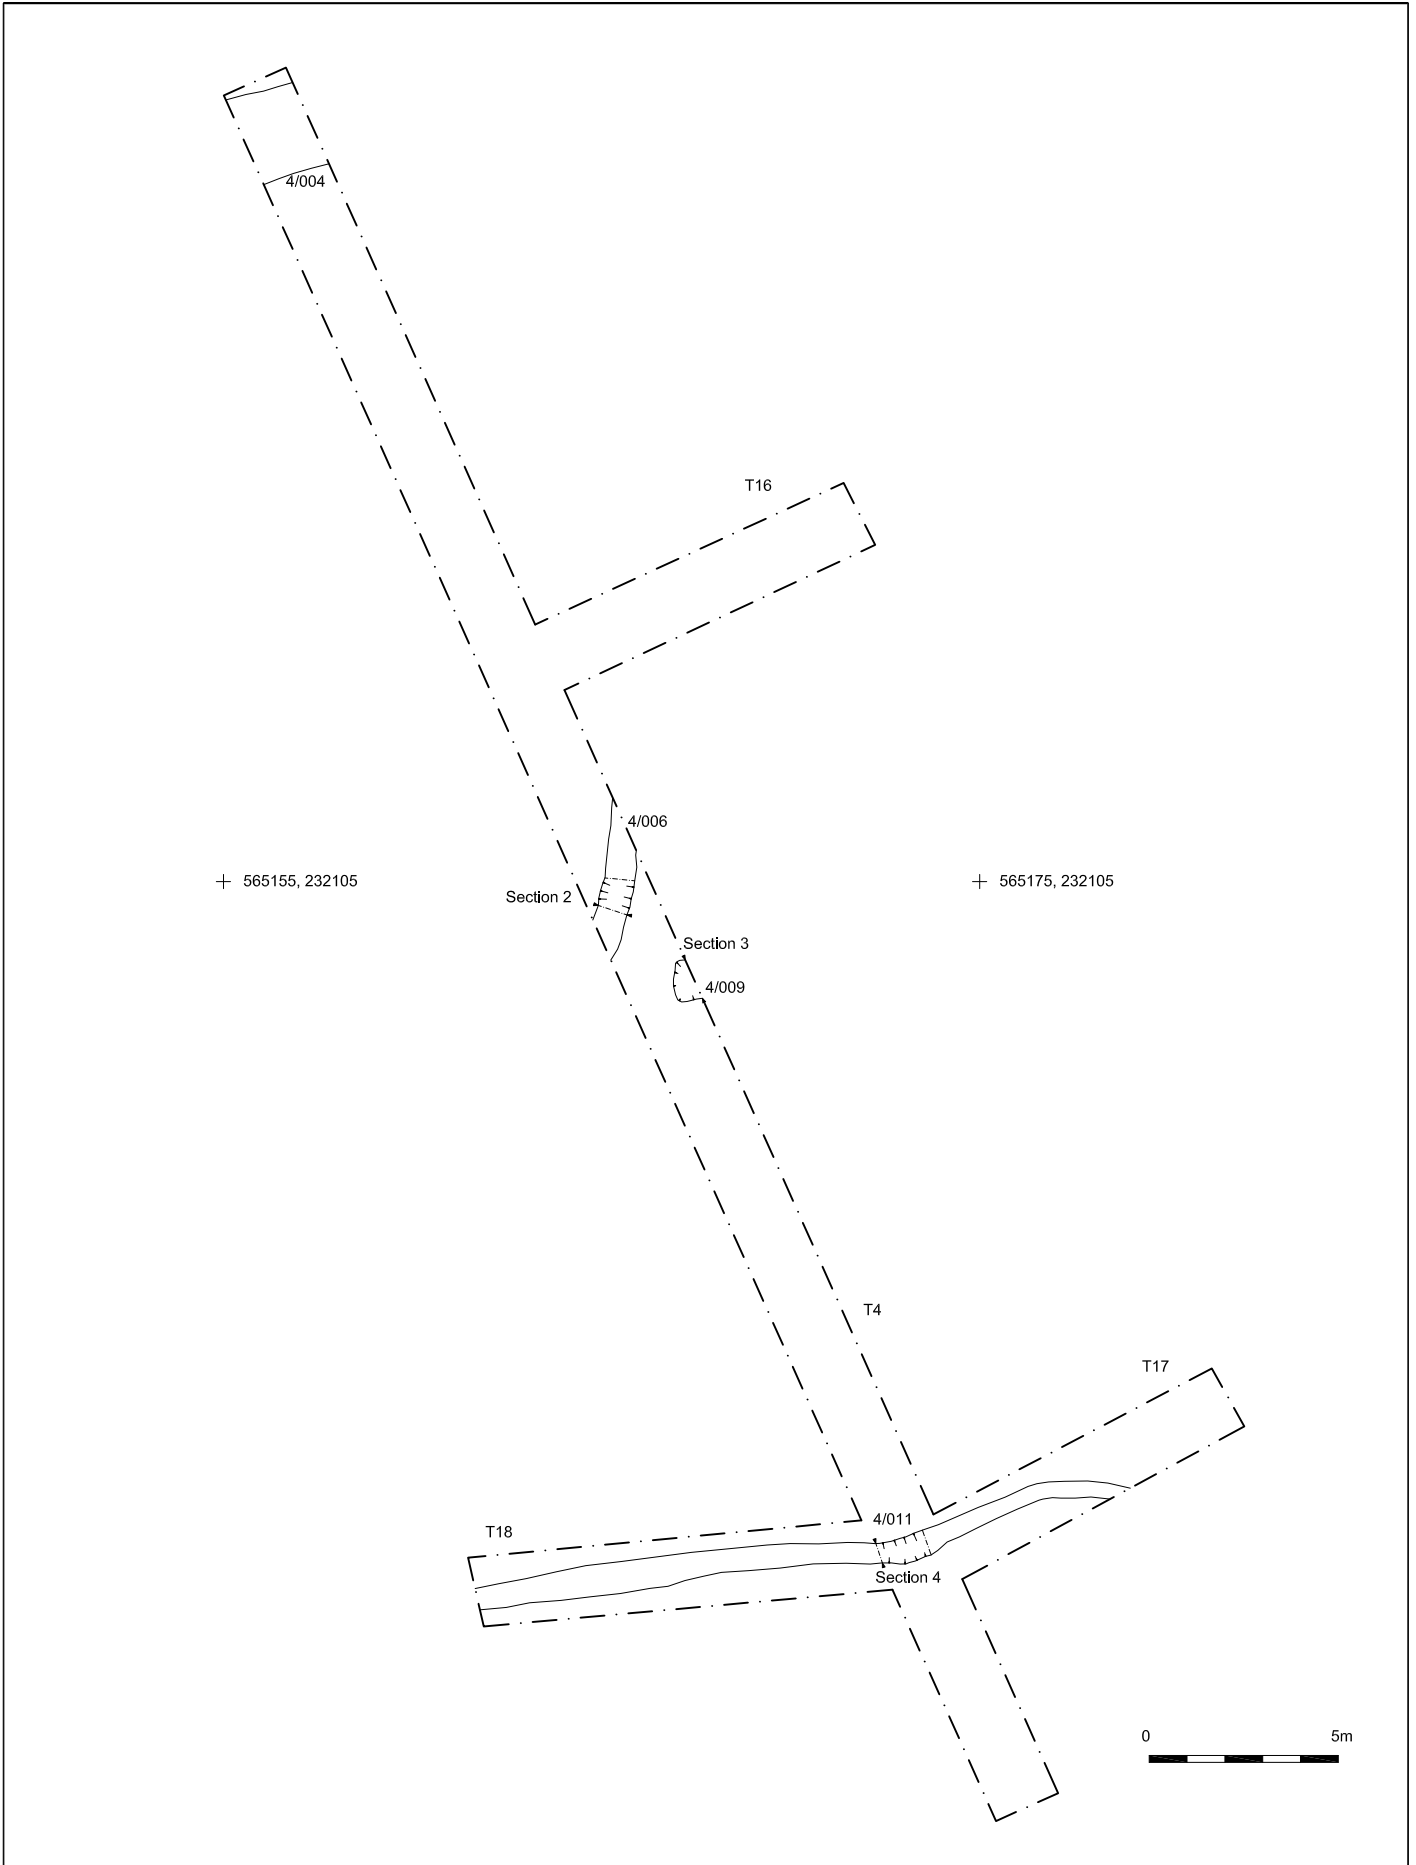 4/004
T16
4/006
565155, 232105
565175, 232105
Section 2
Section 3
4/009
T4
T17
4/011
T18
Section 4
0 5m